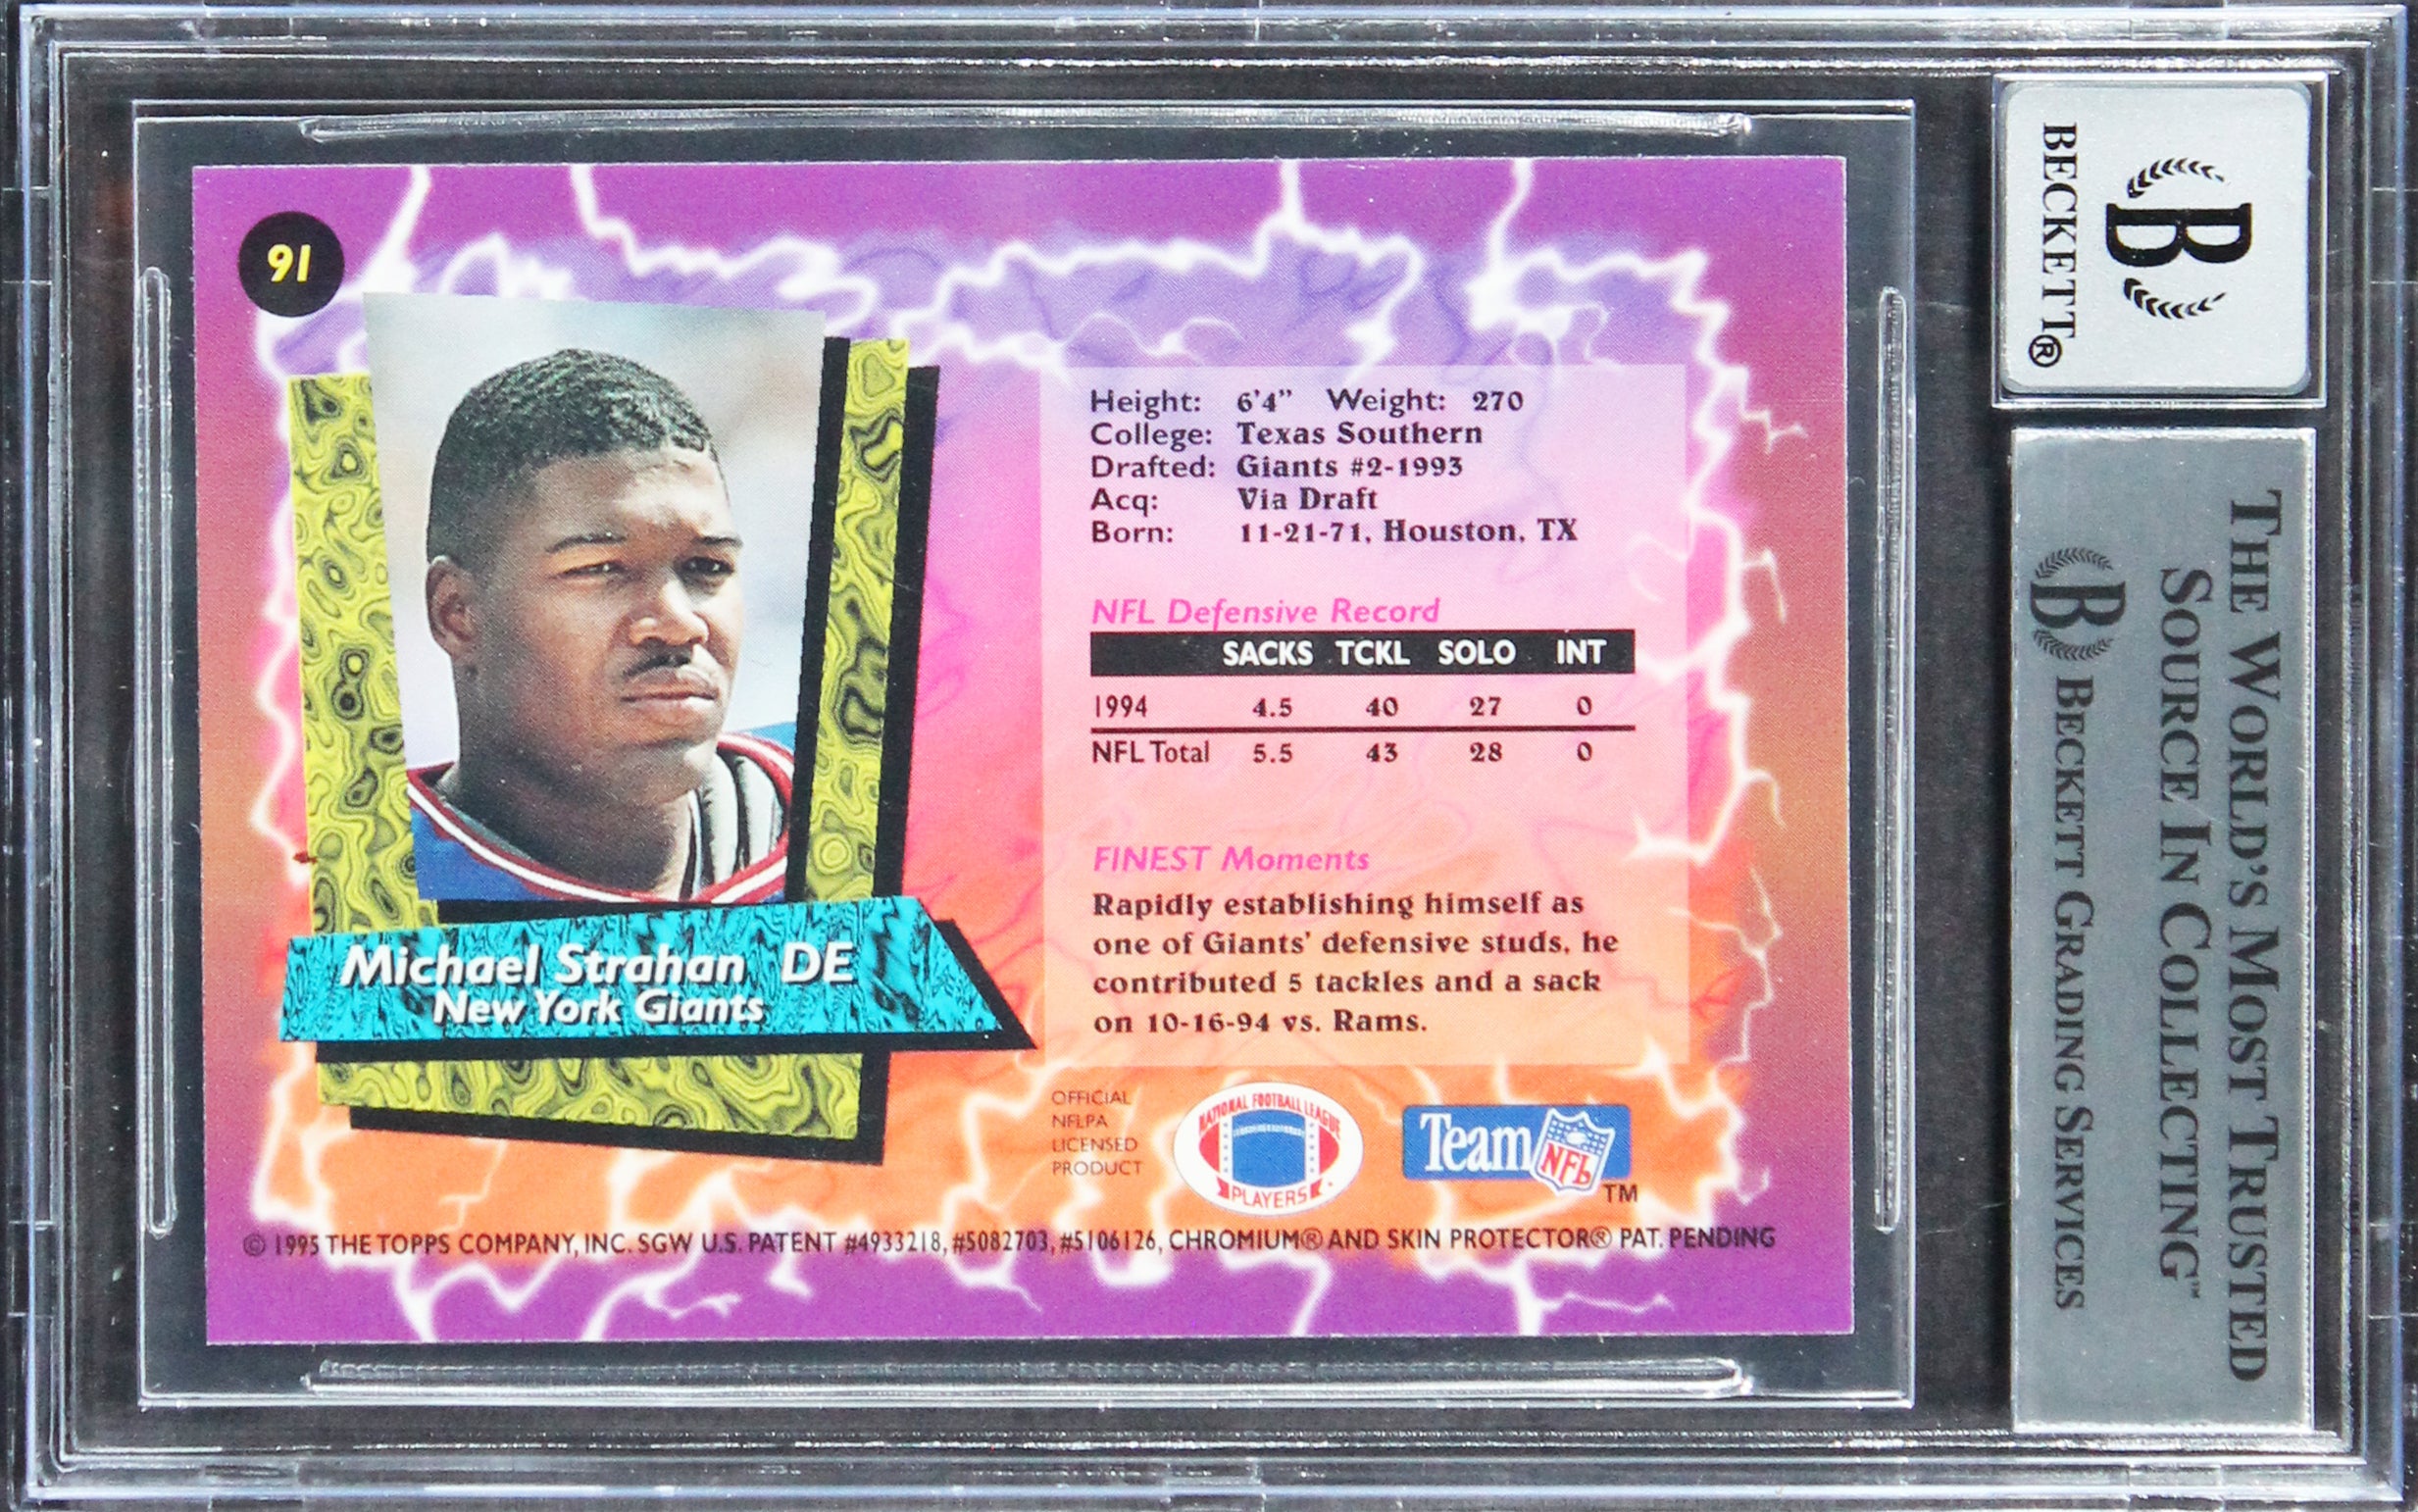 91
Height: 6'4" Weight: 270
College: Texas Southern
Drafted: Giants #2-1993
Acq: Via Draft
Born: 11-21-71, Houston, TX
NFL Defensive Record
SACKS TCKL SOLO INT
1994 4.5 40 27 0
NFL Total 5.5 43 28 0
FINEST Moments
Rapidly establishing himself as
one of Giants' defensive studs, he
contributed 5 tackles and a sack
on 10-16-94 vs. Rams.
Michael Strahan DE
New York Giants
OFFICIAL
NFLPA
LICENSED
PRODUCT
NATIONAL FOOTBALL LEAGUE
PLAYERS
Team NFL
TM
© 1995 THE TOPPS COMPANY, INC. SGW U.S. PATENT #4933218, #5082703, #5106126, CHROMIUM® AND SKIN PROTECTOR® PAT. PENDING
B
BECKETT®
THE WORLD'S MOST TRUSTED
SOURCE IN COLLECTING™
B BECKETT GRADING SERVICES